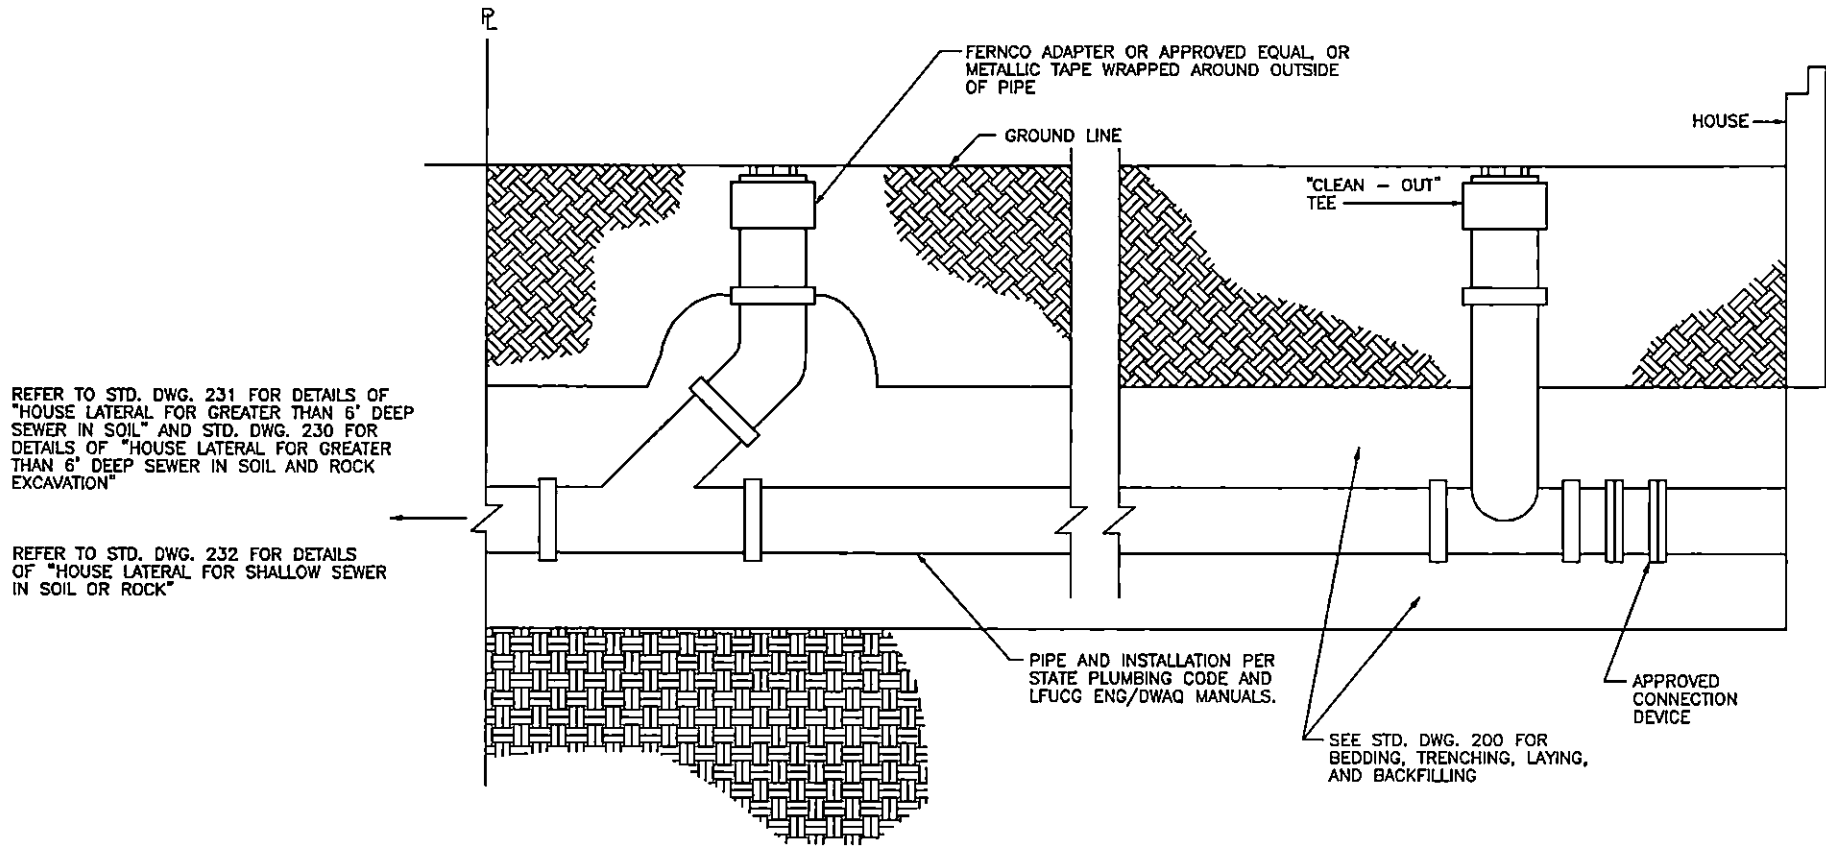 PL
FERNCO ADAPTER OR APPROVED EQUAL, OR
METALLIC TAPE WRAPPED AROUND OUTSIDE
OF PIPE
GROUND LINE
HOUSE
"CLEAN - OUT"
TEE
REFER TO STD. DWG. 231 FOR DETAILS OF
"HOUSE LATERAL FOR GREATER THAN 6' DEEP
SEWER IN SOIL" AND STD. DWG. 230 FOR
DETAILS OF "HOUSE LATERAL FOR GREATER
THAN 6' DEEP SEWER IN SOIL AND ROCK
EXCAVATION"
REFER TO STD. DWG. 232 FOR DETAILS
OF "HOUSE LATERAL FOR SHALLOW SEWER
IN SOIL OR ROCK"
PIPE AND INSTALLATION PER
STATE PLUMBING CODE AND
LFUCG ENG/DWAQ MANUALS.
APPROVED
CONNECTION
DEVICE
SEE STD. DWG. 200 FOR
BEDDING, TRENCHING, LAYING,
AND BACKFILLING